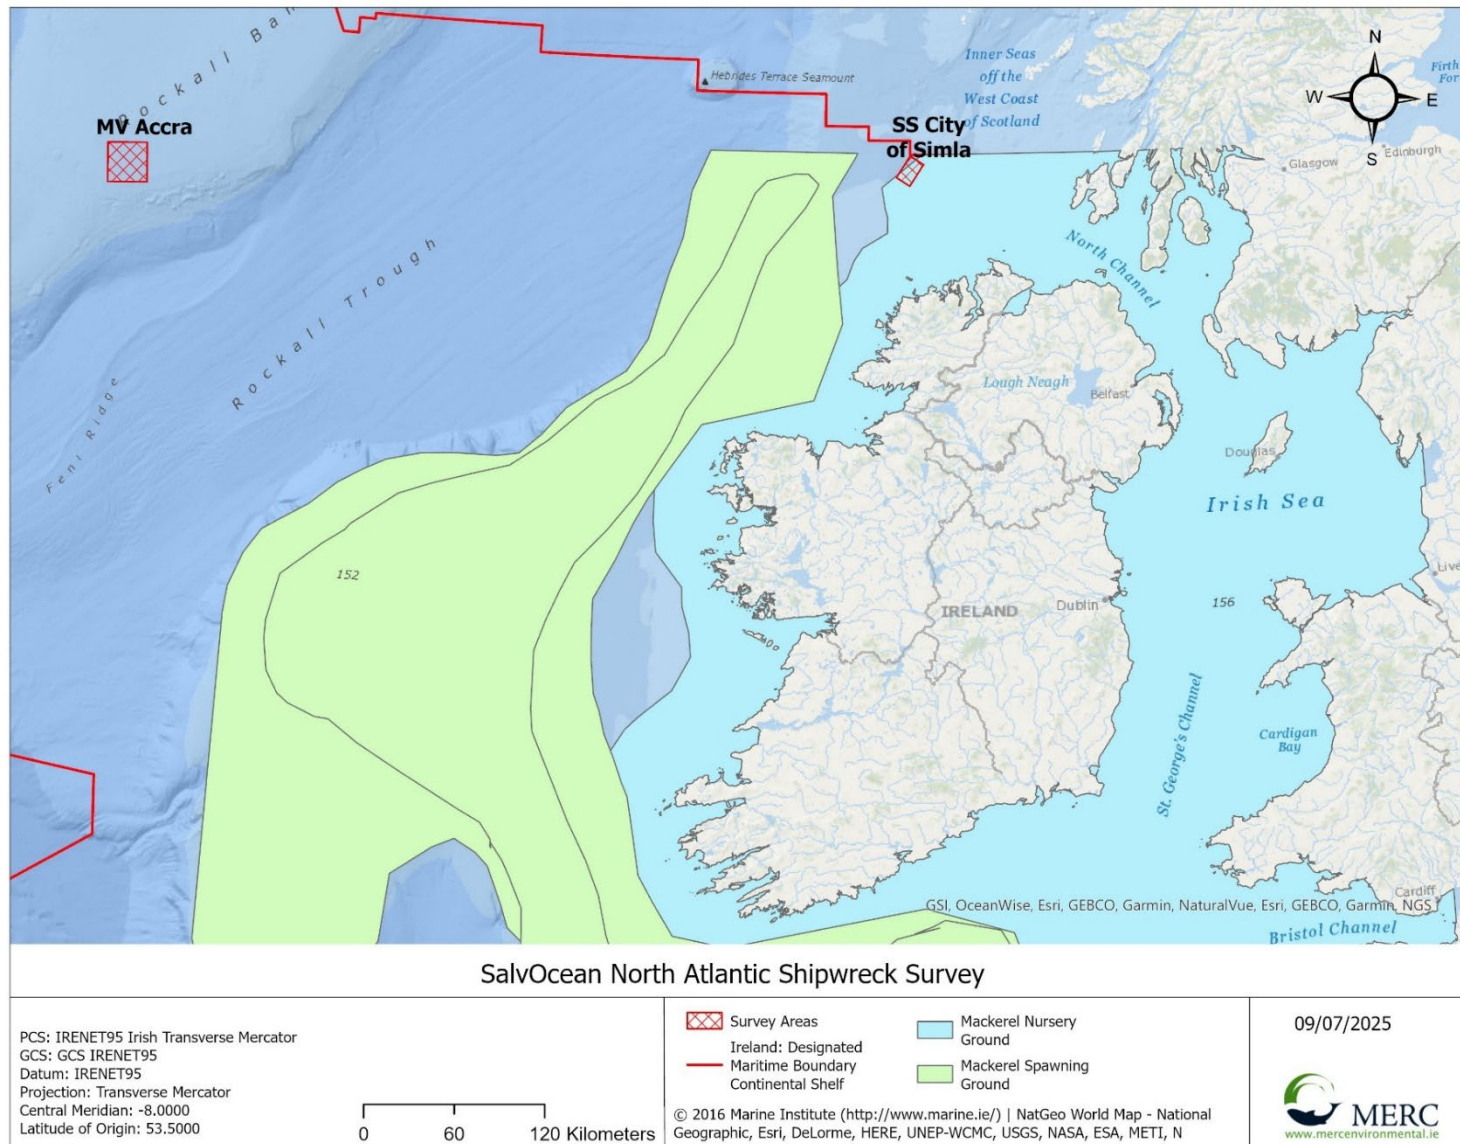 Rockall Ban
Hebrides Terrace Seamount
Inner Seas
off the
West Coast
of Scotland
N
W
E
S
Firth
For
MV Accra
SS City
of Simla
Glasgow
Edinburgh
North Channel
Rockall Trough
Feni Ridge
Lough Neagh
Belfast
Douglas
Irish Sea
152
IRELAND
Dublin
156
Live
St. George's Channel
Cardigan
Bay
Cardiff
GSI, OceanWise, Esri, GEBCO, Garmin, NaturalVue, Esri, GEBCO, Garmin, NGS
Bristol Channel
SalvOcean North Atlantic Shipwreck Survey
PCS: IRENET95 Irish Transverse Mercator
GCS: GCS IRENET95
Datum: IRENET95
Projection: Transverse Mercator
Central Meridian: -8.0000
Latitude of Origin: 53.5000
0 60 120 Kilometers
Survey Areas
Ireland: Designated
Maritime Boundary
Continental Shelf
Mackerel Nursery
Ground
Mackerel Spawning
Ground
© 2016 Marine Institute (http://www.marine.ie/) | NatGeo World Map - National
Geographic, Esri, DeLorme, HERE, UNEP-WCMC, USGS, NASA, ESA, METI, N
09/07/2025
MERC
www.mercenvironmental.ie